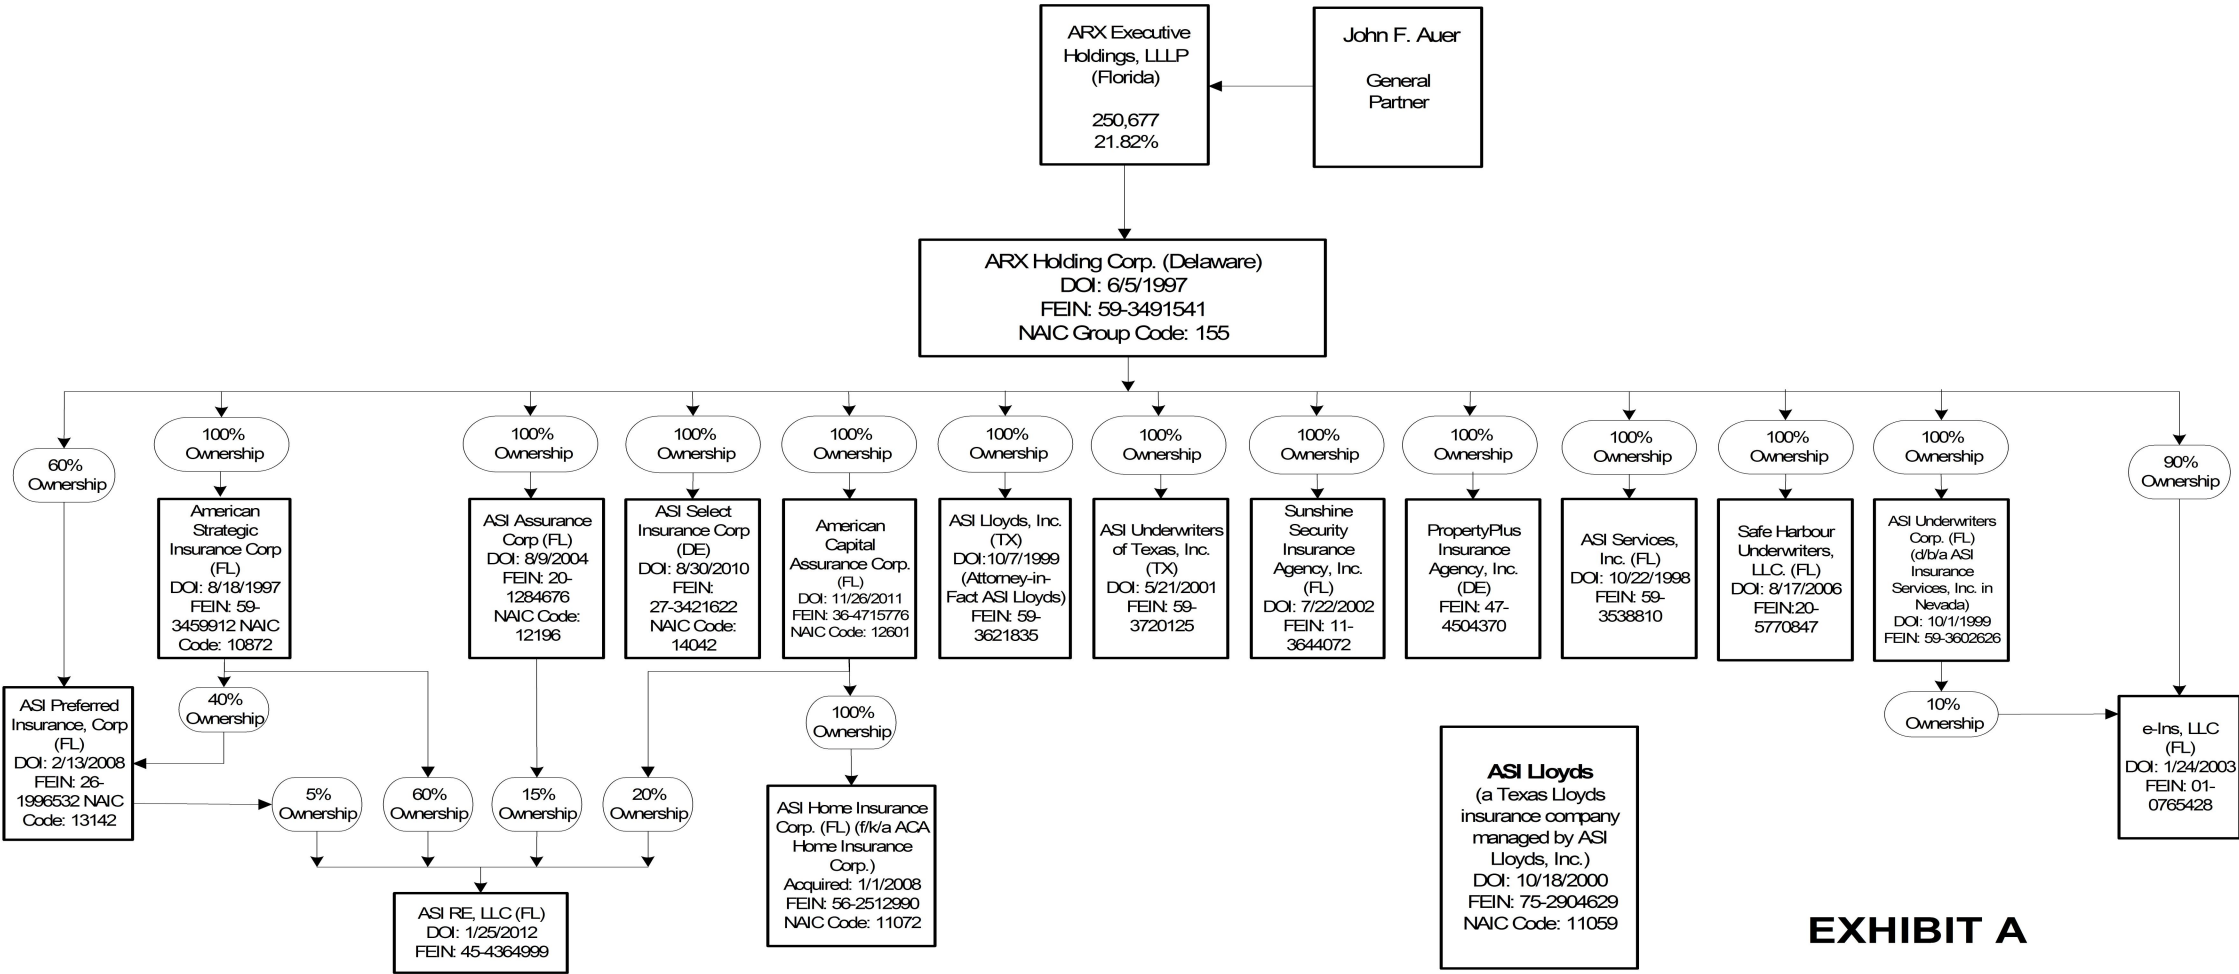 ARX Executive
Holdings, LLLP
(Florida)
250,677
21.82%
John F. Auer
General
Partner
ARX Holding Corp. (Delaware)
DOI: 6/5/1997
FEIN: 59-3491541
NAIC Group Code: 155
60%
Ownership
100%
Ownership
100%
Ownership
100%
Ownership
100%
Ownership
100%
Ownership
100%
Ownership
100%
Ownership
100%
Ownership
100%
Ownership
100%
Ownership
100%
Ownership
90%
Ownership
American
Strategic
Insurance Corp
(FL)
DOI: 8/18/1997
FEIN: 59-
3459912 NAIC
Code: 10872
ASI Assurance
Corp (FL)
DOI: 8/9/2004
FEIN: 20-
1284676
NAIC Code:
12196
ASI Select
Insurance Corp
(DE)
DOI: 8/30/2010
FEIN:
27-3421622
NAIC Code:
14042
American
Capital
Assurance Corp.
(FL)
DOI: 11/26/2011
FEIN: 36-4715776
NAIC Code: 12601
ASI Lloyds, Inc.
(TX)
DOI:10/7/1999
(Attorney-in-
Fact ASI Lloyds)
FEIN: 59-
3621835
ASI Underwriters
of Texas, Inc.
(TX)
DOI: 5/21/2001
FEIN: 59-
3720125
Sunshine
Security
Insurance
Agency, Inc.
(FL)
DOI: 7/22/2002
FEIN: 11-
3644072
PropertyPlus
Insurance
Agency, Inc.
(DE)
FEIN: 47-
4504370
ASI Services,
Inc. (FL)
DOI: 10/22/1998
FEIN: 59-
3538810
Safe Harbour
Underwriters,
LLC. (FL)
DOI: 8/17/2006
FEIN:20-
5770847
ASI Underwriters
Corp. (FL)
(d/b/a ASI
Insurance
Services, Inc. in
Nevada)
DOI: 10/1/1999
FEIN: 59-3602626
ASI Preferred
Insurance, Corp
(FL)
DOI: 2/13/2008
FEIN: 26-
1996532 NAIC
Code: 13142
40%
Ownership
100%
Ownership
10%
Ownership
e-Ins, LLC
(FL)
DOI: 1/24/2003
FEIN: 01-
0765428
5%
Ownership
60%
Ownership
15%
Ownership
20%
Ownership
ASI Home Insurance
Corp. (FL) (f/k/a ACA
Home Insurance
Corp.)
Acquired: 1/1/2008
FEIN: 56-2512990
NAIC Code: 11072
ASI Lloyds
(a Texas Lloyds
insurance company
managed by ASI
Lloyds, Inc.)
DOI: 10/18/2000
FEIN: 75-2904629
NAIC Code: 11059
ASI RE, LLC (FL)
DOI: 1/25/2012
FEIN: 45-4364999
EXHIBIT A